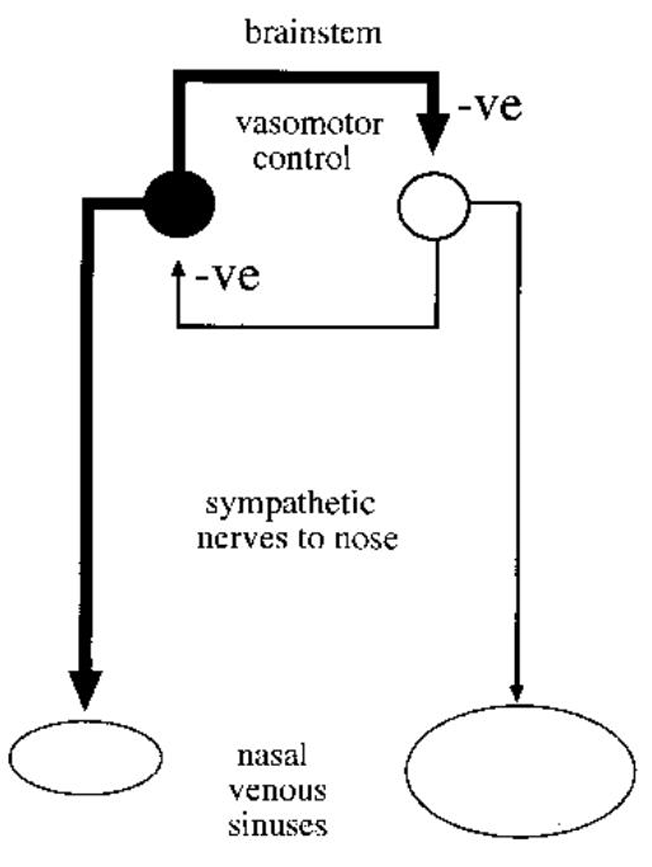 brainstem
-ve
vasomotor
control
-ve
sympathetic
nerves to nose
nasal
venous
sinuses